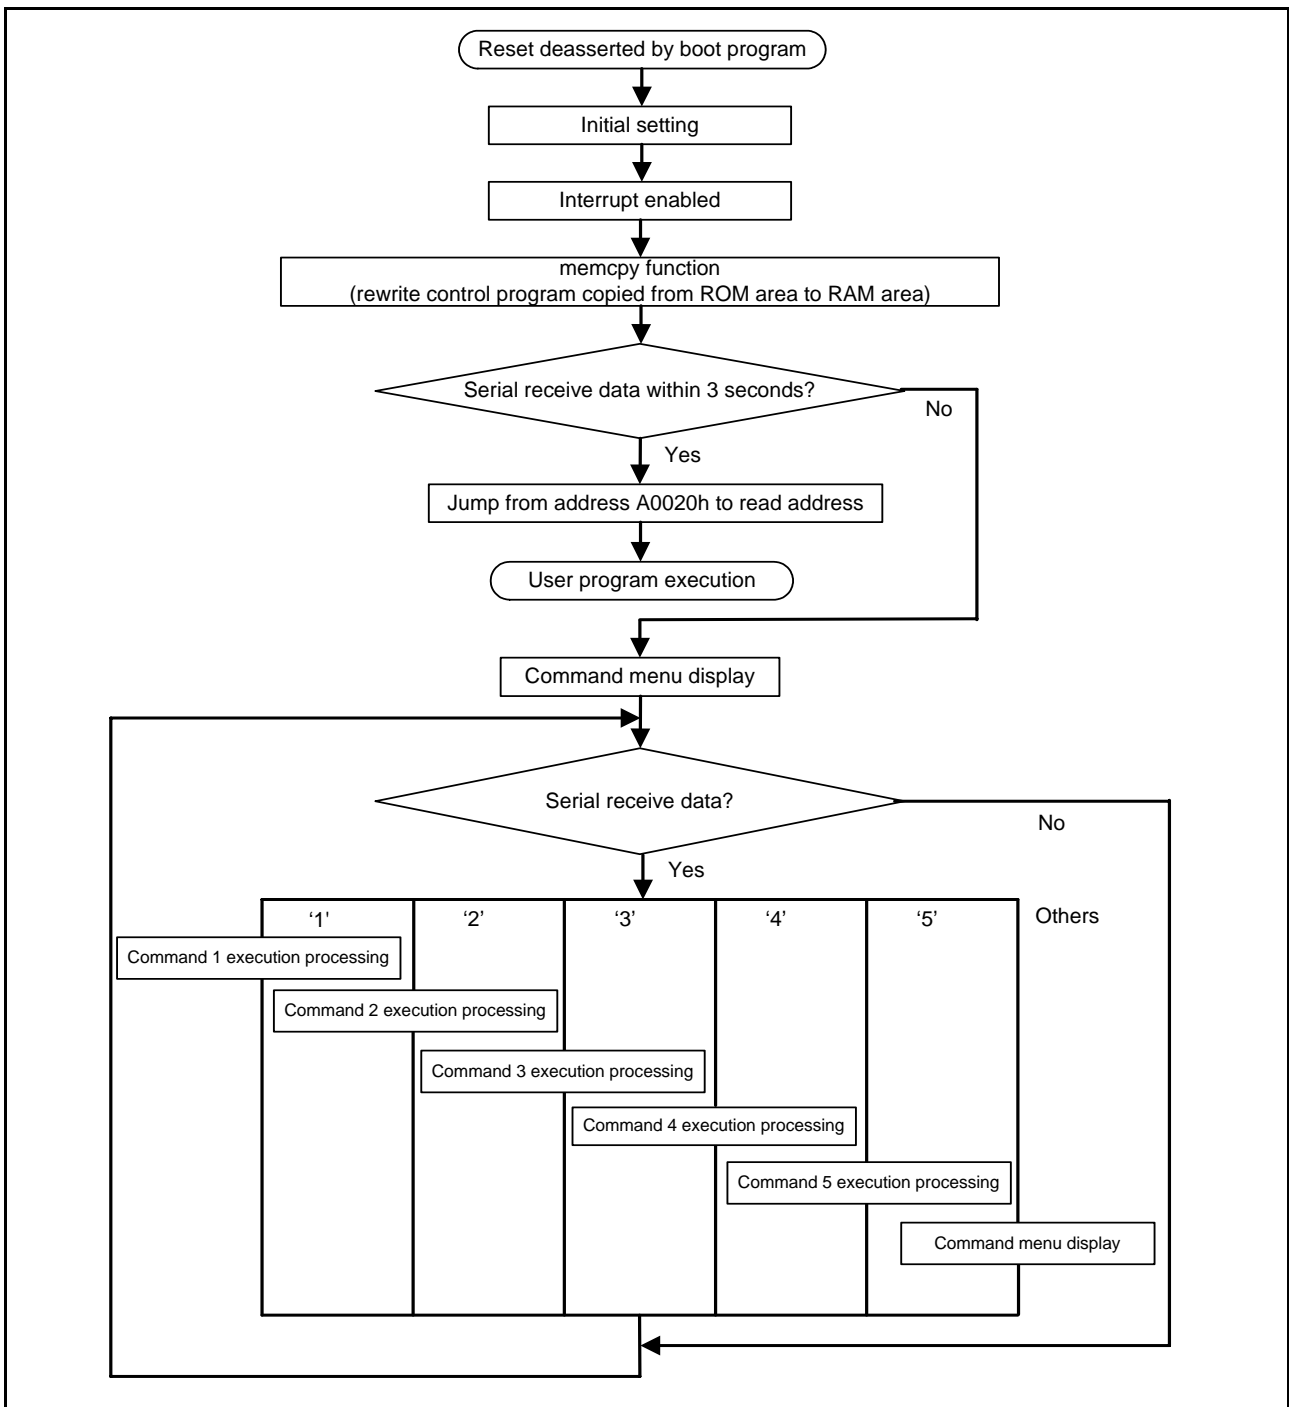 Reset deasserted by boot program
Initial setting
Interrupt enabled
memcpy function
(rewrite control program copied from ROM area to RAM area)
Serial receive data within 3 seconds?
No
Yes
Jump from address A0020h to read address
User program execution
Command menu display
Serial receive data?
No
Yes
‘1' ‘2’ ‘3’ ‘4’ ‘5’ Others
Command 1 execution processing
Command 2 execution processing
Command 3 execution processing
Command 4 execution processing
Command 5 execution processing
Command menu display